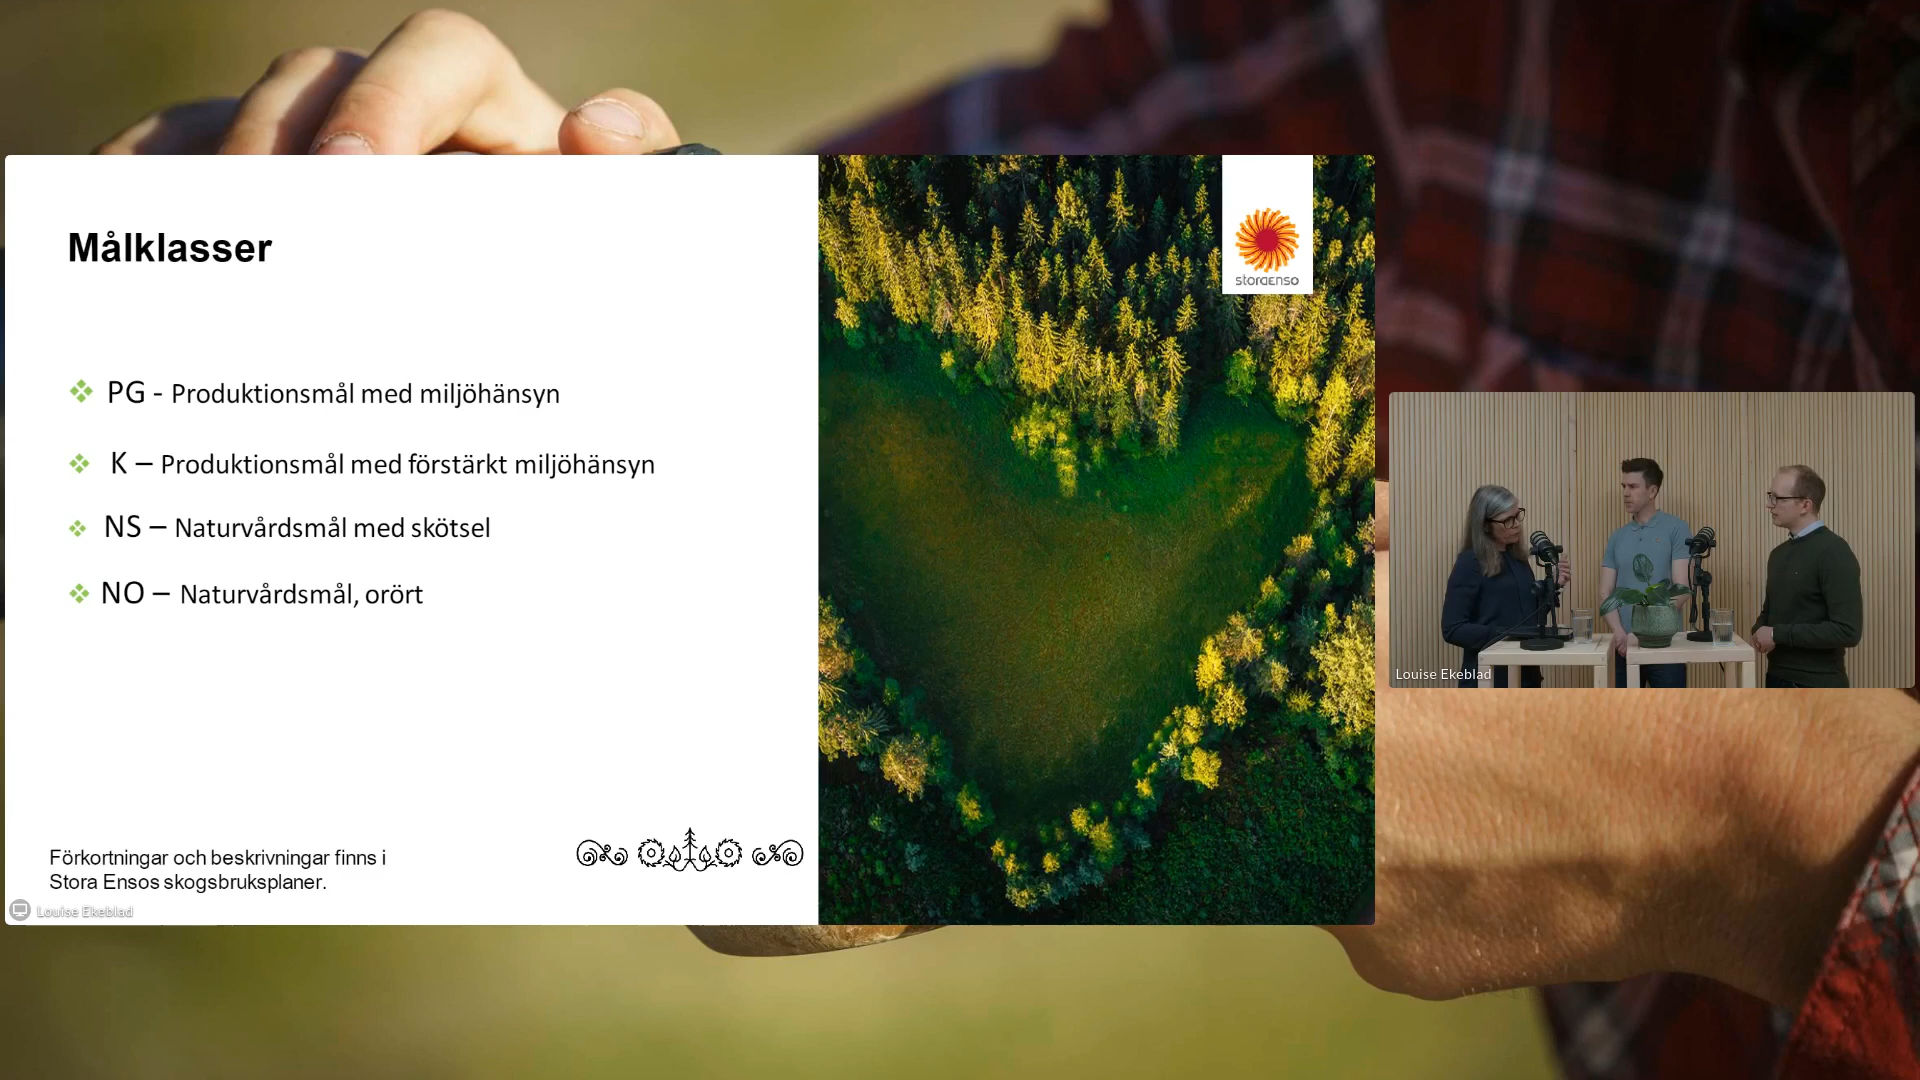 Målklasser
PG - Produktionsmål med miljöhänsyn
K – Produktionsmål med förstärkt miljöhänsyn
NS – Naturvårdsmål med skötsel
NO – Naturvårdsmål, orört
Förkortningar och beskrivningar finns i
Stora Ensos skogsbruksplaner.
Louise Ekeblad
storaenso
Louise Ekeblad